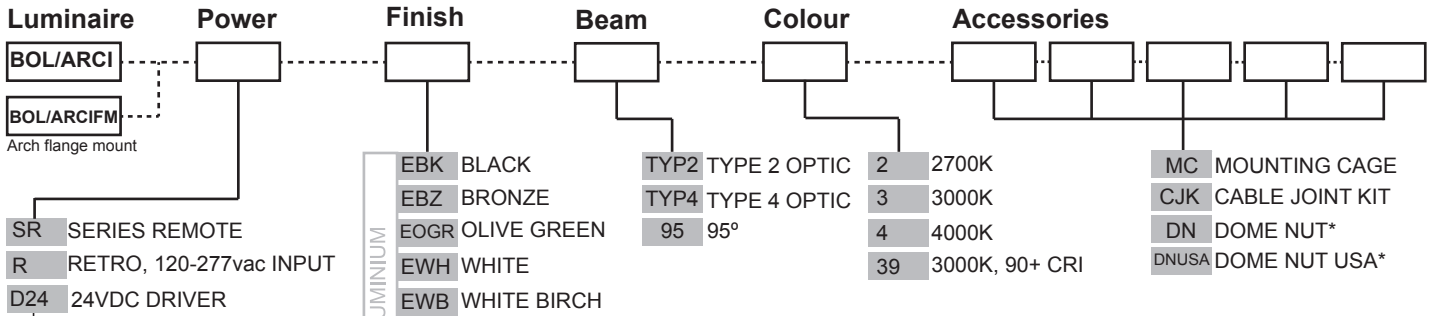 Luminaire Power Finish Beam Colour Accessories
BOL/ARCI
BOL/ARCIFM
Arch flange mount
SR SERIES REMOTE
R RETRO, 120-277vac INPUT
D24 24VDC DRIVER
UMINIUM
EBK BLACK
EBZ BRONZE
EOGR OLIVE GREEN
EWH WHITE
EWB WHITE BIRCH
TYP2 TYPE 2 OPTIC
TYP4 TYPE 4 OPTIC
95 95º
2 2700K
3 3000K
4 4000K
39 3000K, 90+ CRI
MC MOUNTING CAGE
CJK CABLE JOINT KIT
DN DOME NUT*
DNUSA DOME NUT USA*